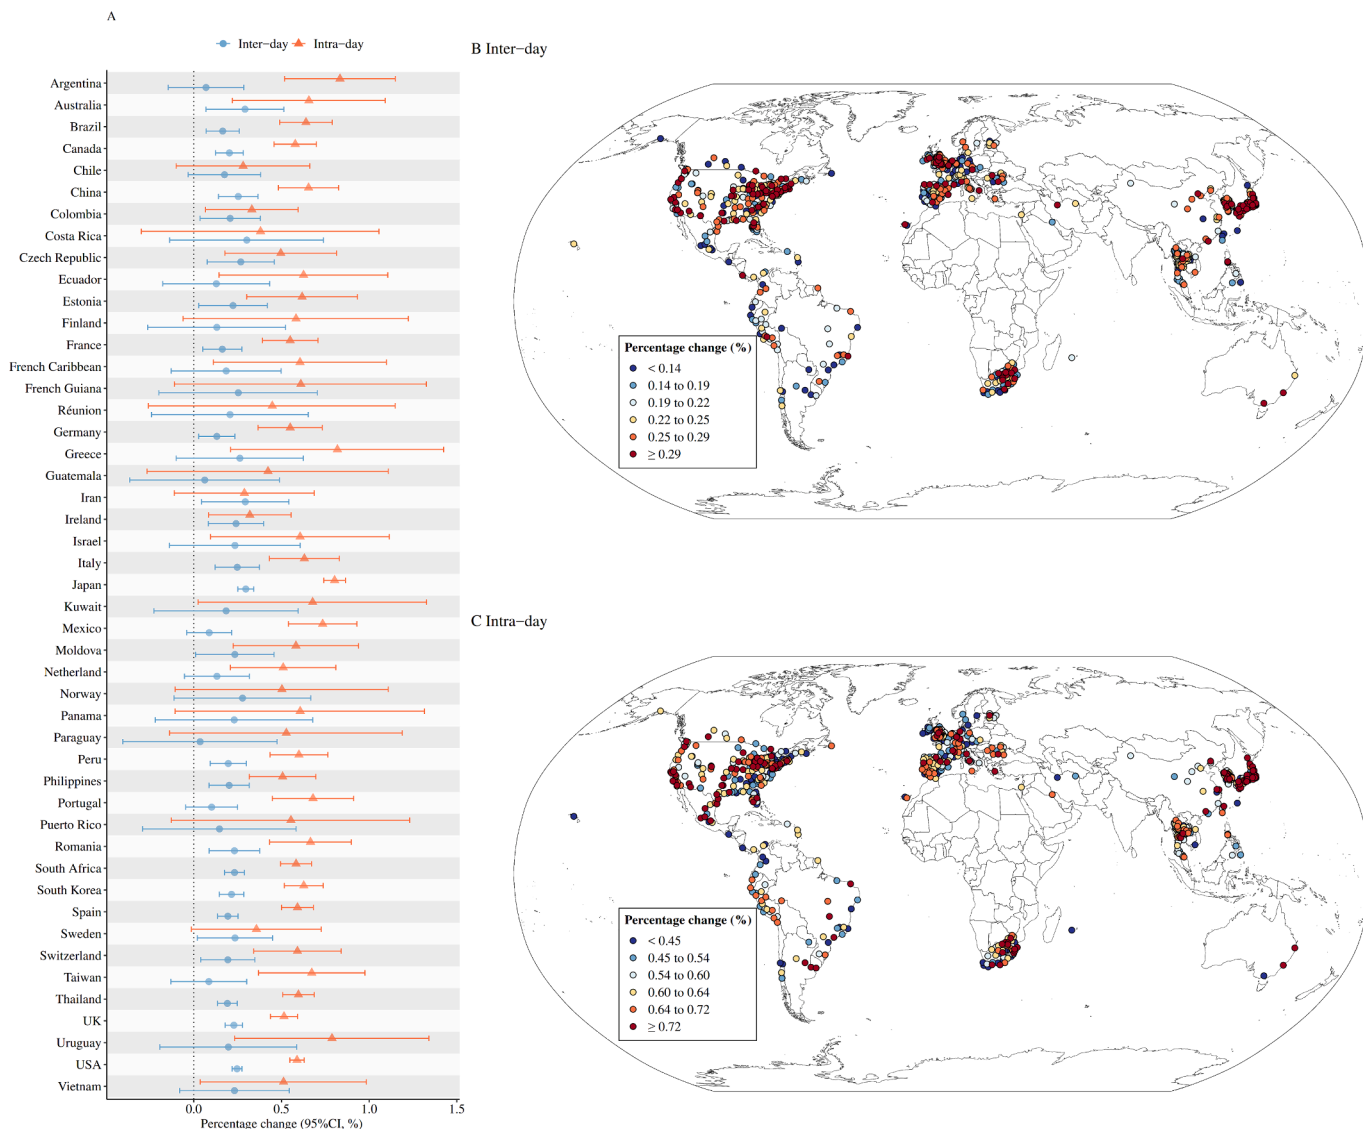 A
Inter−day
Intra−day
Argentina
Australia
Brazil
Canada
Chile
China
Colombia
Costa Rica
Czech Republic
Ecuador
Estonia
Finland
France
French Caribbean
French Guiana
Réunion
Germany
Greece
Guatemala
Iran
Ireland
Israel
Italy
Japan
Kuwait
Mexico
Moldova
Netherland
Norway
Panama
Paraguay
Peru
Philippines
Portugal
Puerto Rico
Romania
South Africa
South Korea
Spain
Sweden
Switzerland
Taiwan
Thailand
UK
Uruguay
USA
Vietnam
0.0 0.5 1.0 1.5
Percentage change (95%CI, %)
B Inter−day
Percentage change (%)
< 0.14
0.14 to 0.19
0.19 to 0.22
0.22 to 0.25
0.25 to 0.29
≥ 0.29
C Intra−day
Percentage change (%)
< 0.45
0.45 to 0.54
0.54 to 0.60
0.60 to 0.64
0.64 to 0.72
≥ 0.72